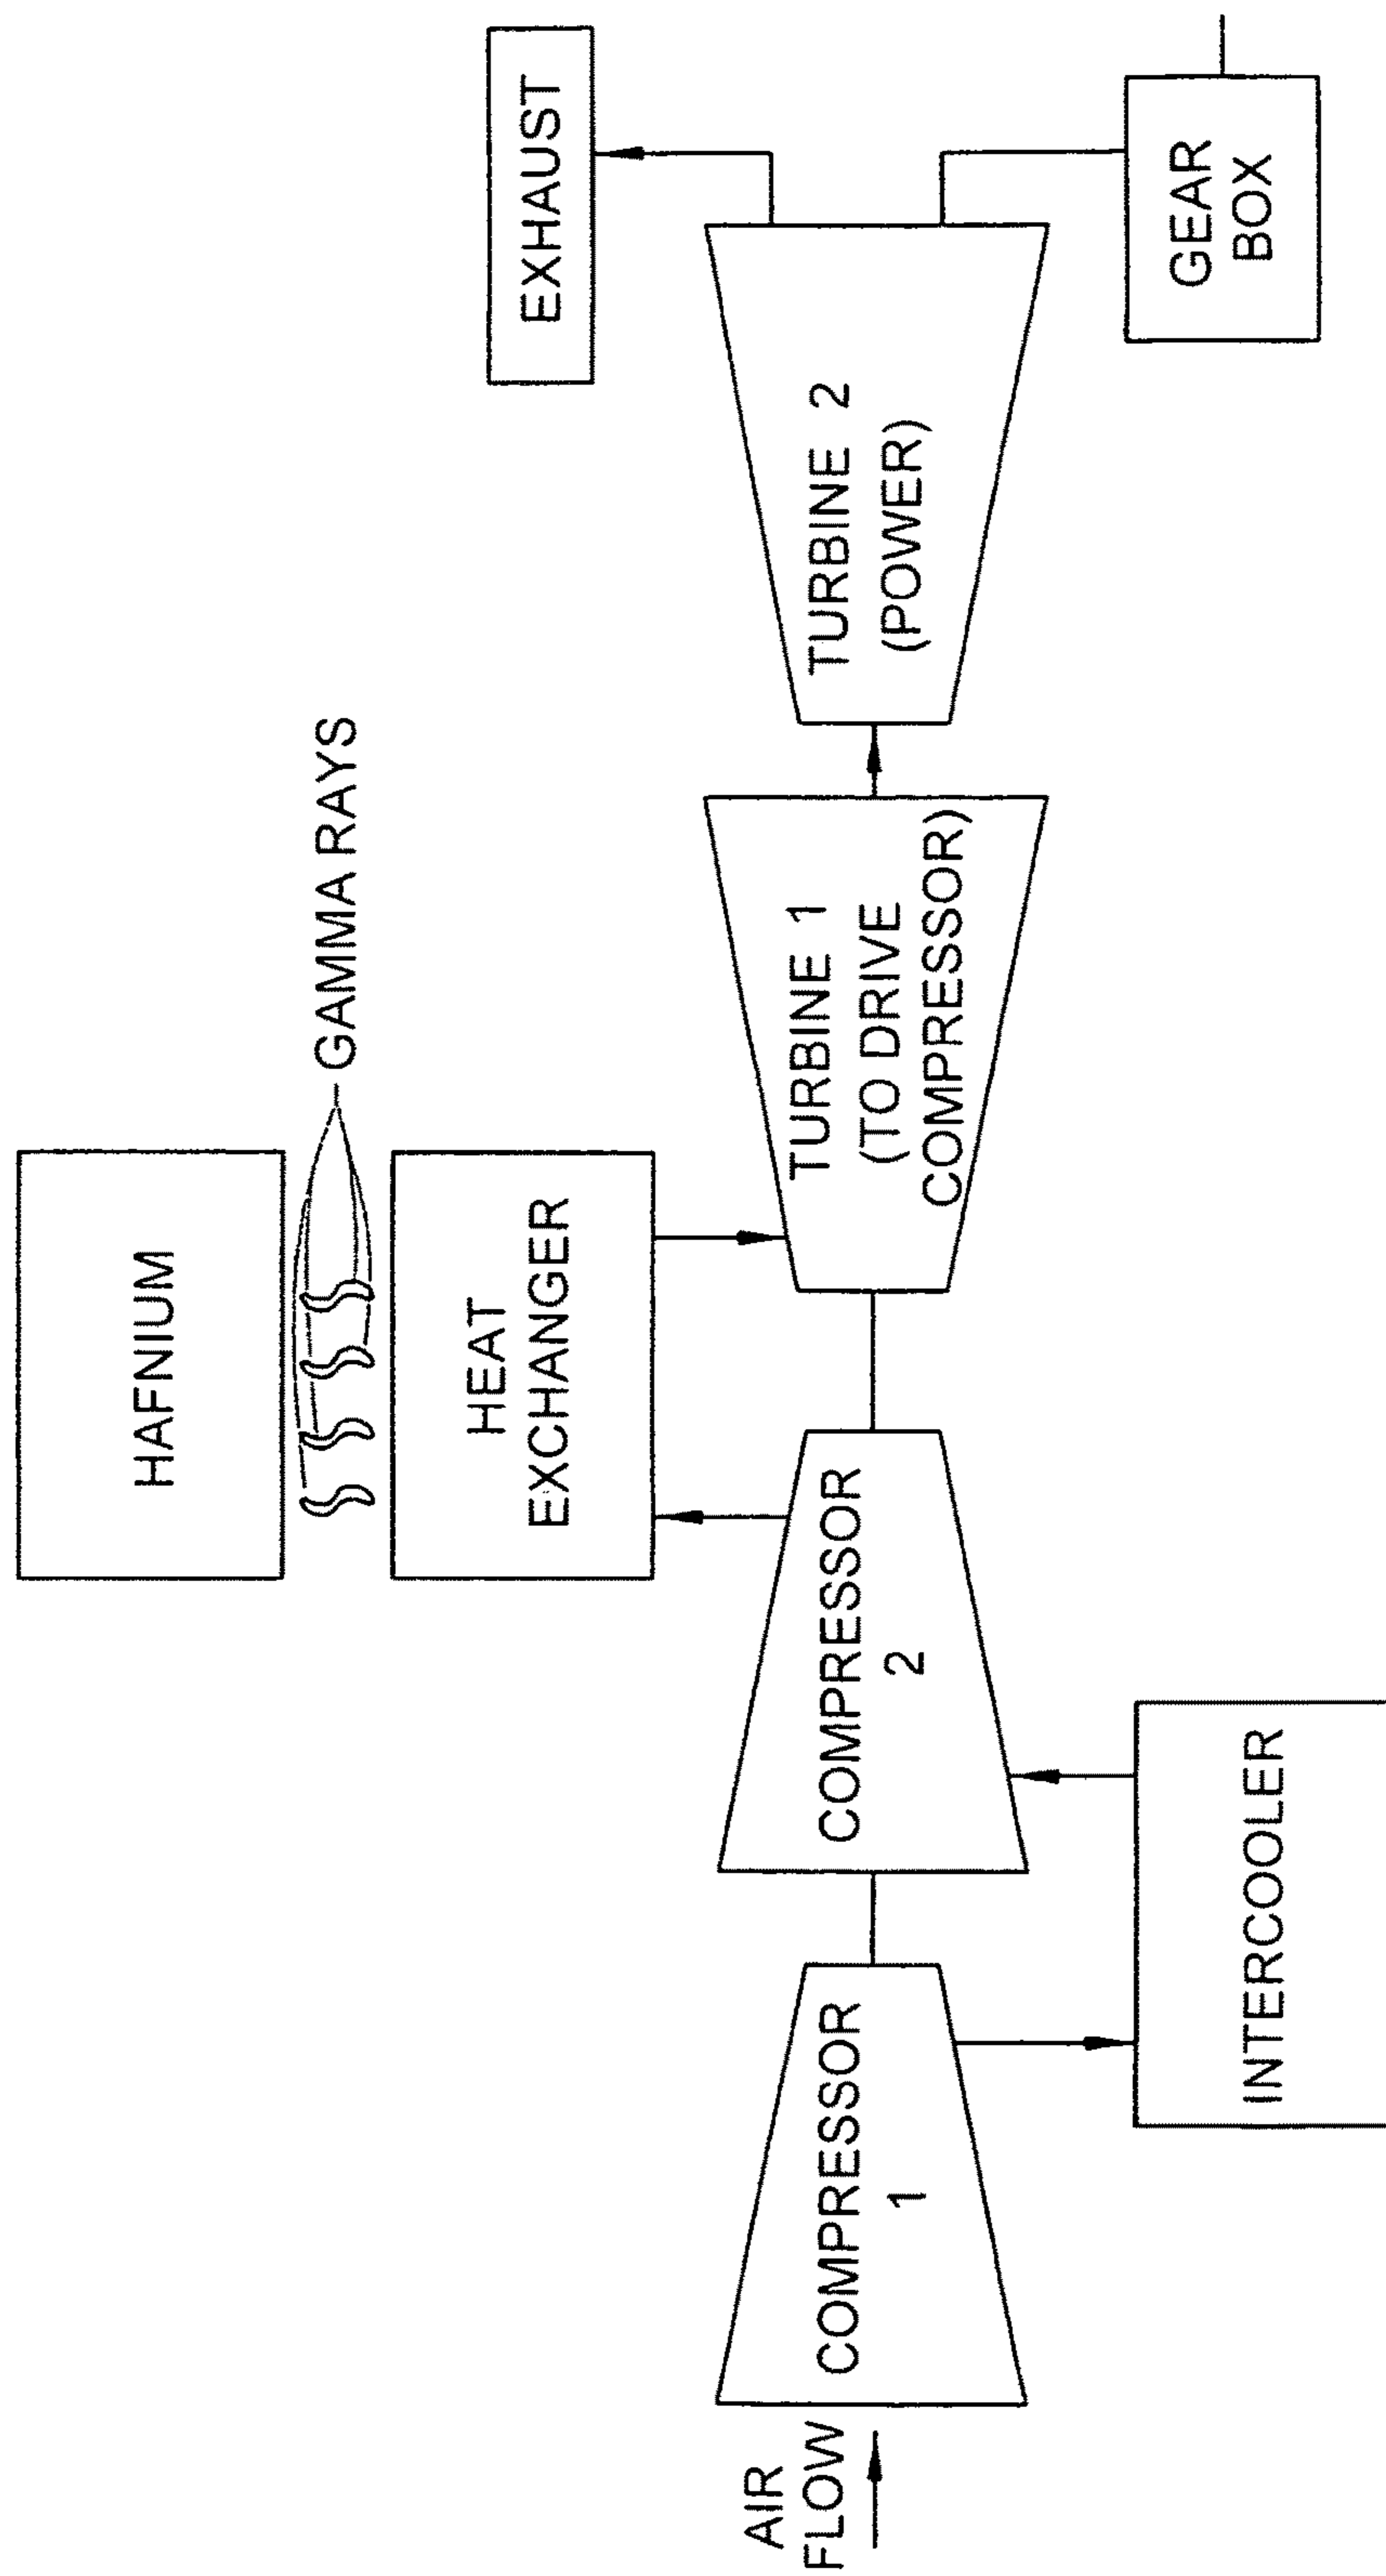 HAFNIUM
GAMMA RAYS
HEAT
EXCHANGER
EXHAUST
AIR
FLOW
COMPRESSOR
1
COMPRESSOR
2
TURBINE 1
(TO DRIVE
COMPRESSOR)
TURBINE 2
(POWER)
INTERCOOLER
GEAR
BOX